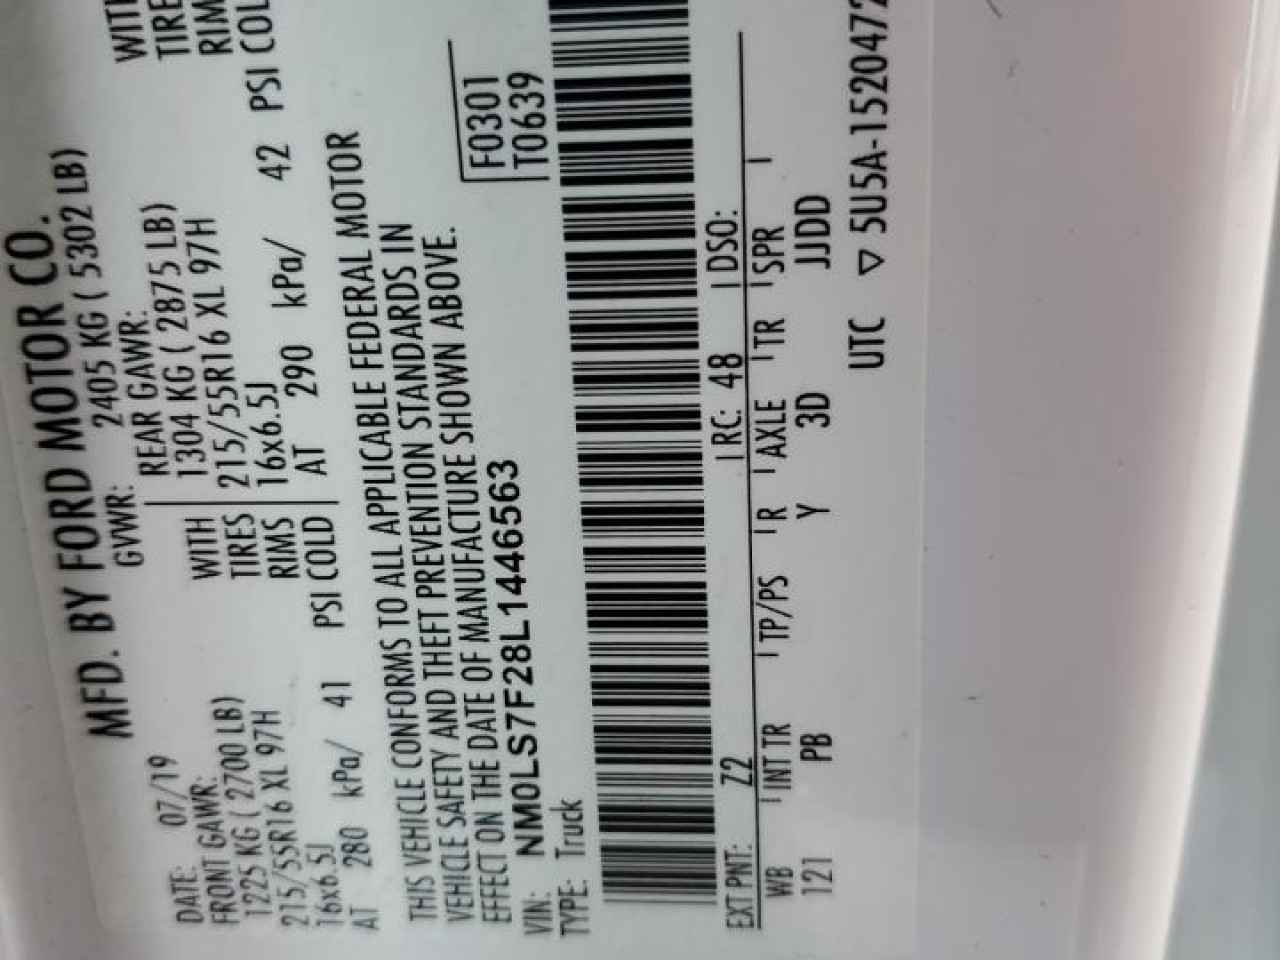 MFD. BY FORD MOTOR CO.
DATE: 07/19 GVWR: 2405 KG ( 5302 LB)
FRONT GAWR: REAR GAWR:
1225 KG ( 2700 LB) WITH 1304 KG ( 2875 LB) WITH
215/55R16 XL 97H TIRES 215/55R16 XL 97H TIRE
16x6.5J RIMS 16x6.5J RIM
AT 280 kPa/ 41 PSI COLD AT 290 kPa/ 42 PSI COL
THIS VEHICLE CONFORMS TO ALL APPLICABLE FEDERAL MOTOR
VEHICLE SAFETY AND THEFT PREVENTION STANDARDS IN
EFFECT ON THE DATE OF MANUFACTURE SHOWN ABOVE.
VIN: NM0LS7F28L1446563 F0301
TYPE: Truck T0639
EXT PNT: Z2 RC: 48 DSO:
WB INT TR TP/PS R AXLE TR SPR
121 PB Y 3D JJDD
UTC ▽ 5U5A-1520472